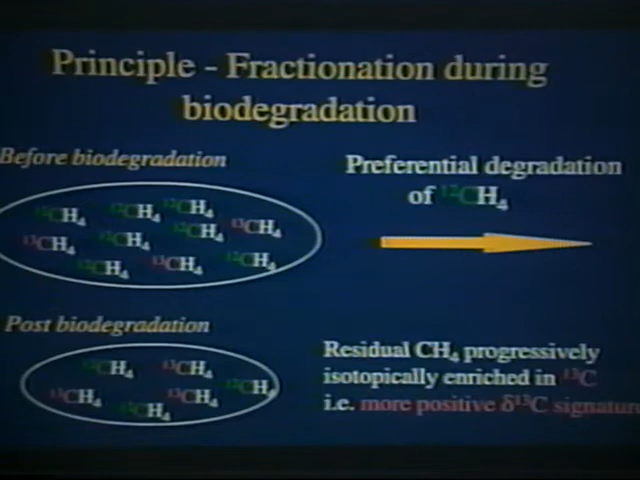 Principle - Fractionation during
biodegradation
Before biodegradation
Preferential degradation
of ¹²CH₄
¹²CH₄ ¹²CH₄ ¹²CH₄
¹³CH₄ ¹²CH₄ ¹²CH₄ ¹³CH₄
¹²CH₄ ¹³CH₄ ¹²CH₄
Post biodegradation
¹²CH₄ ¹³CH₄
¹³CH₄ ¹²CH₄ ¹³CH₄ ¹²CH₄
Residual CH₄ progressively
isotopically enriched in ¹³C
i.e. more positive δ¹³C signature